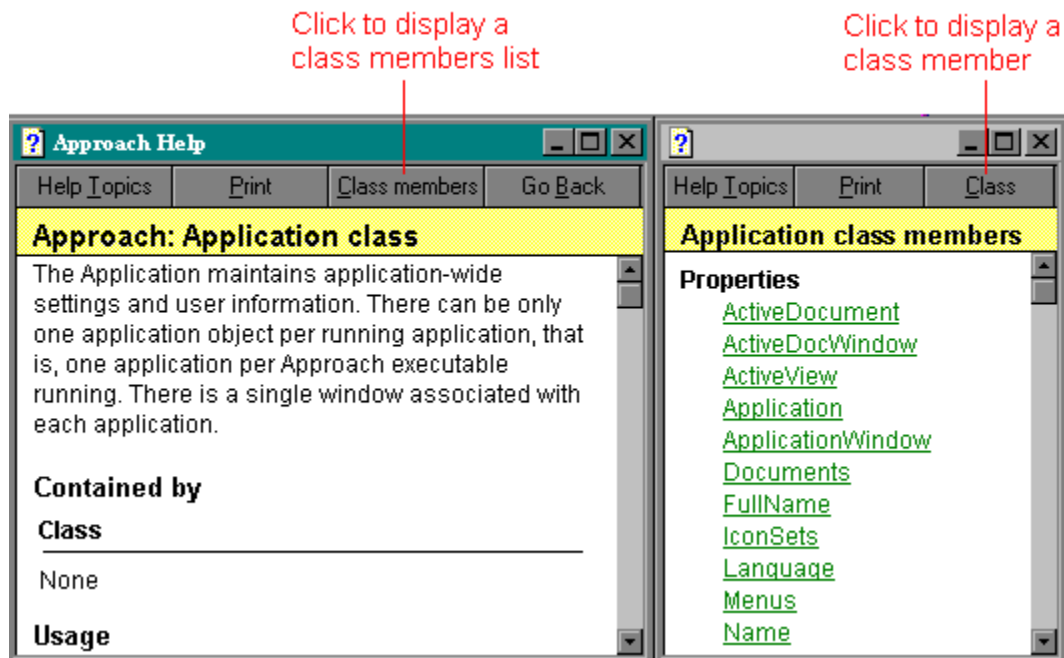 Click to display a
class members list
Click to display a
class member
Approach Help
Help Topics Print Class members Go Back
Approach: Application class
The Application maintains application-wide
settings and user information. There can be only
one application object per running application, that
is, one application per Approach executable
running. There is a single window associated with
each application.
Contained by
Class
None
Usage
Help Topics Print Class
Application class members
Properties
ActiveDocument
ActiveDocWindow
ActiveView
Application
ApplicationWindow
Documents
FullName
IconSets
Language
Menus
Name